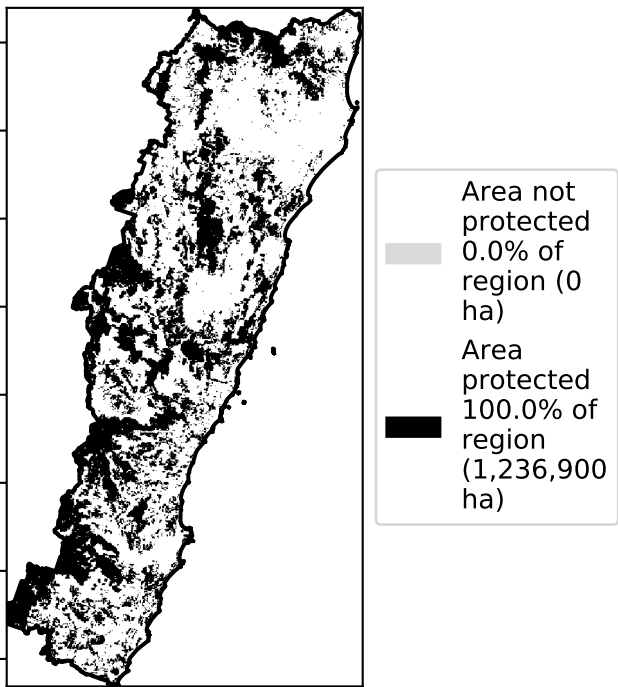 Area not
protected
0.0% of
region (0
ha)
Area
protected
100.0% of
region
(1,236,900
ha)